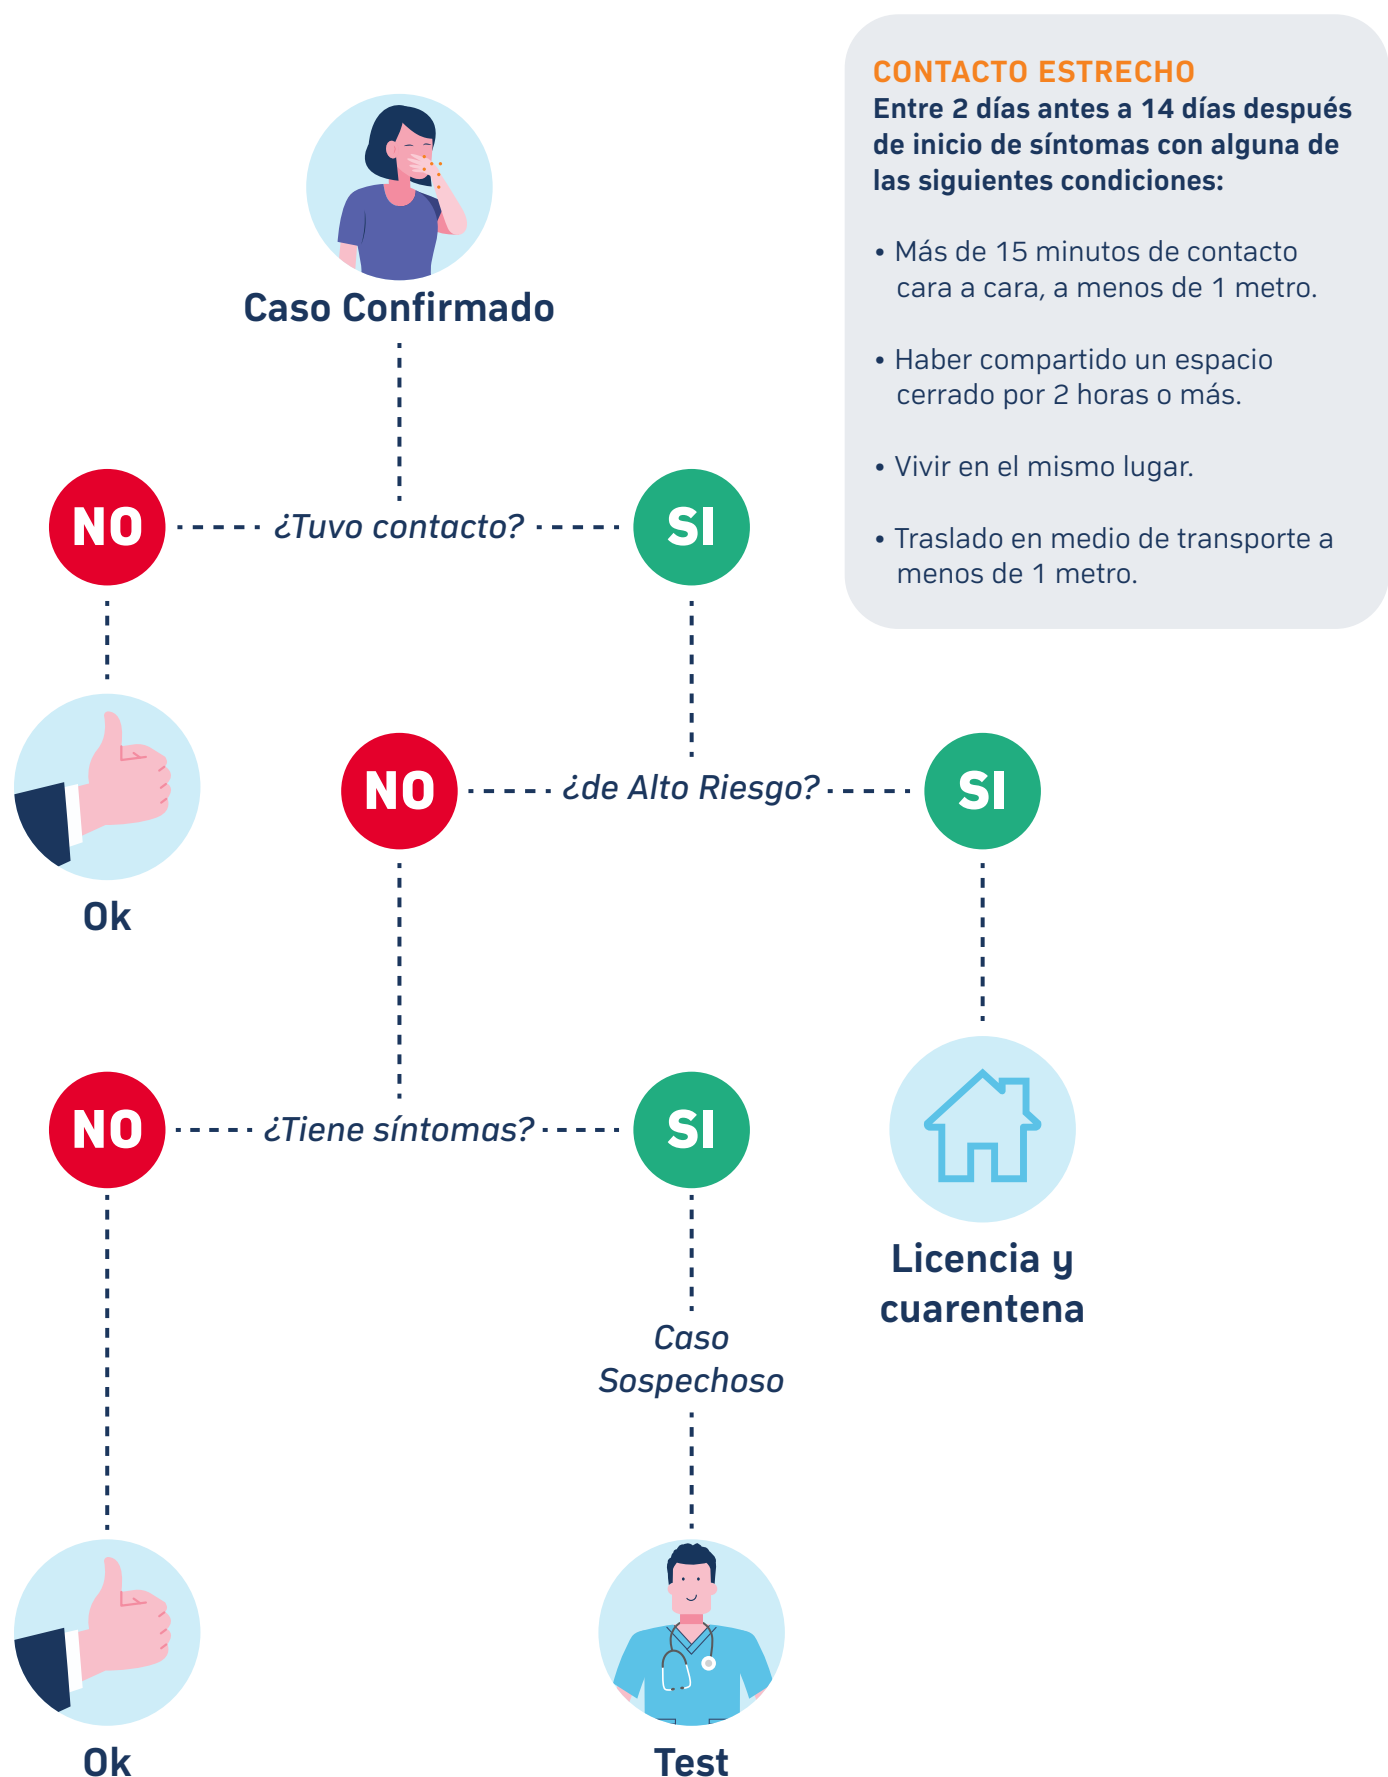 CONTACTO ESTRECHO
Entre 2 días antes a 14 días después
de inicio de síntomas con alguna de
las siguientes condiciones:
• Más de 15 minutos de contacto
cara a cara, a menos de 1 metro.
• Haber compartido un espacio
cerrado por 2 horas o más.
• Vivir en el mismo lugar.
• Traslado en medio de transporte a
menos de 1 metro.
Caso Confirmado
NO
¿Tuvo contacto?
SI
NO
¿de Alto Riesgo?
SI
Ok
NO
¿Tiene síntomas?
SI
Licencia y
cuarentena
Caso
Sospechoso
Ok
Test